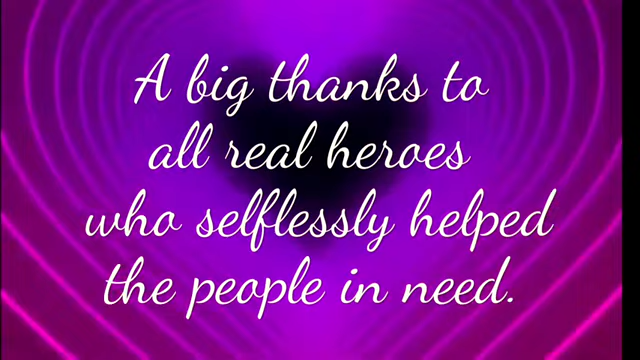 A big thanks to
all real heroes
who selflessly helped
the people in need.